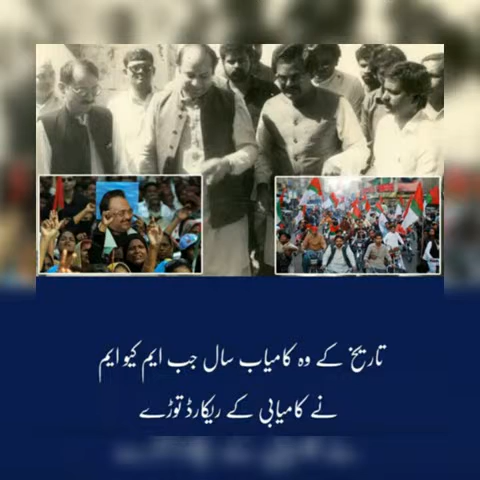 تاریخ کے وہ کامیاب سال جب ایم کیو ایم
نے کامیابی کے ریکارڈ توڑے